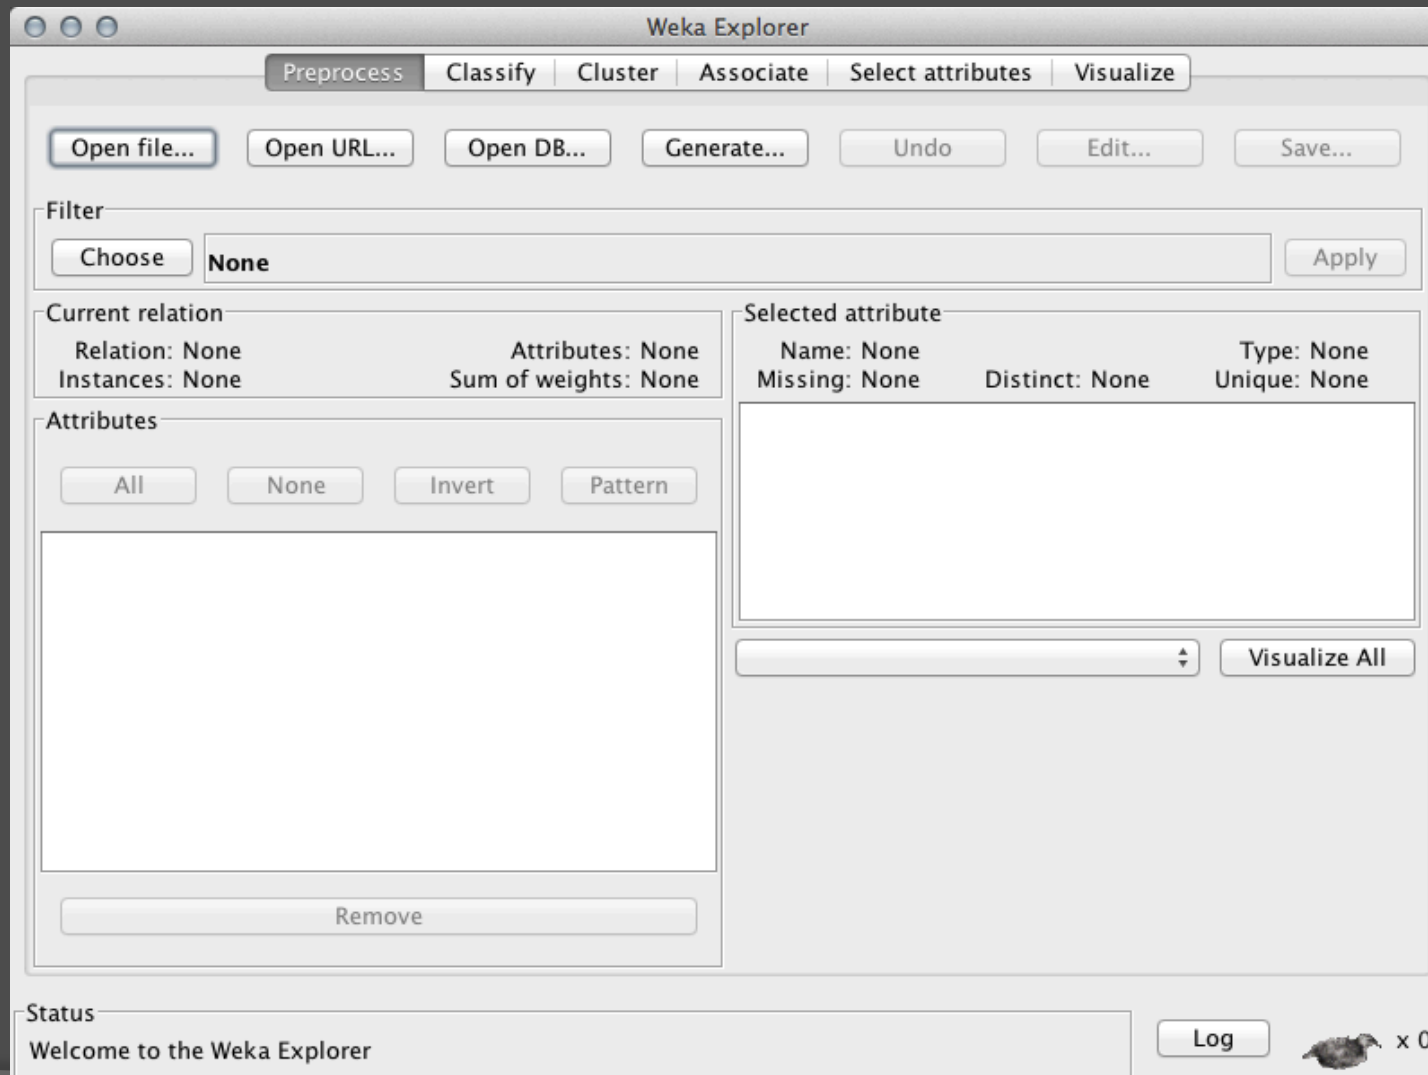 Weka Explorer
Preprocess Classify Cluster Associate Select attributes Visualize
Open file... Open URL... Open DB... Generate... Undo Edit... Save...
Filter
Choose None Apply
Current relation
Relation: None Attributes: None
Instances: None Sum of weights: None
Selected attribute
Name: None Type: None
Missing: None Distinct: None Unique: None
Attributes
All None Invert Pattern
Visualize All
Remove
Status
Welcome to the Weka Explorer
Log x 0